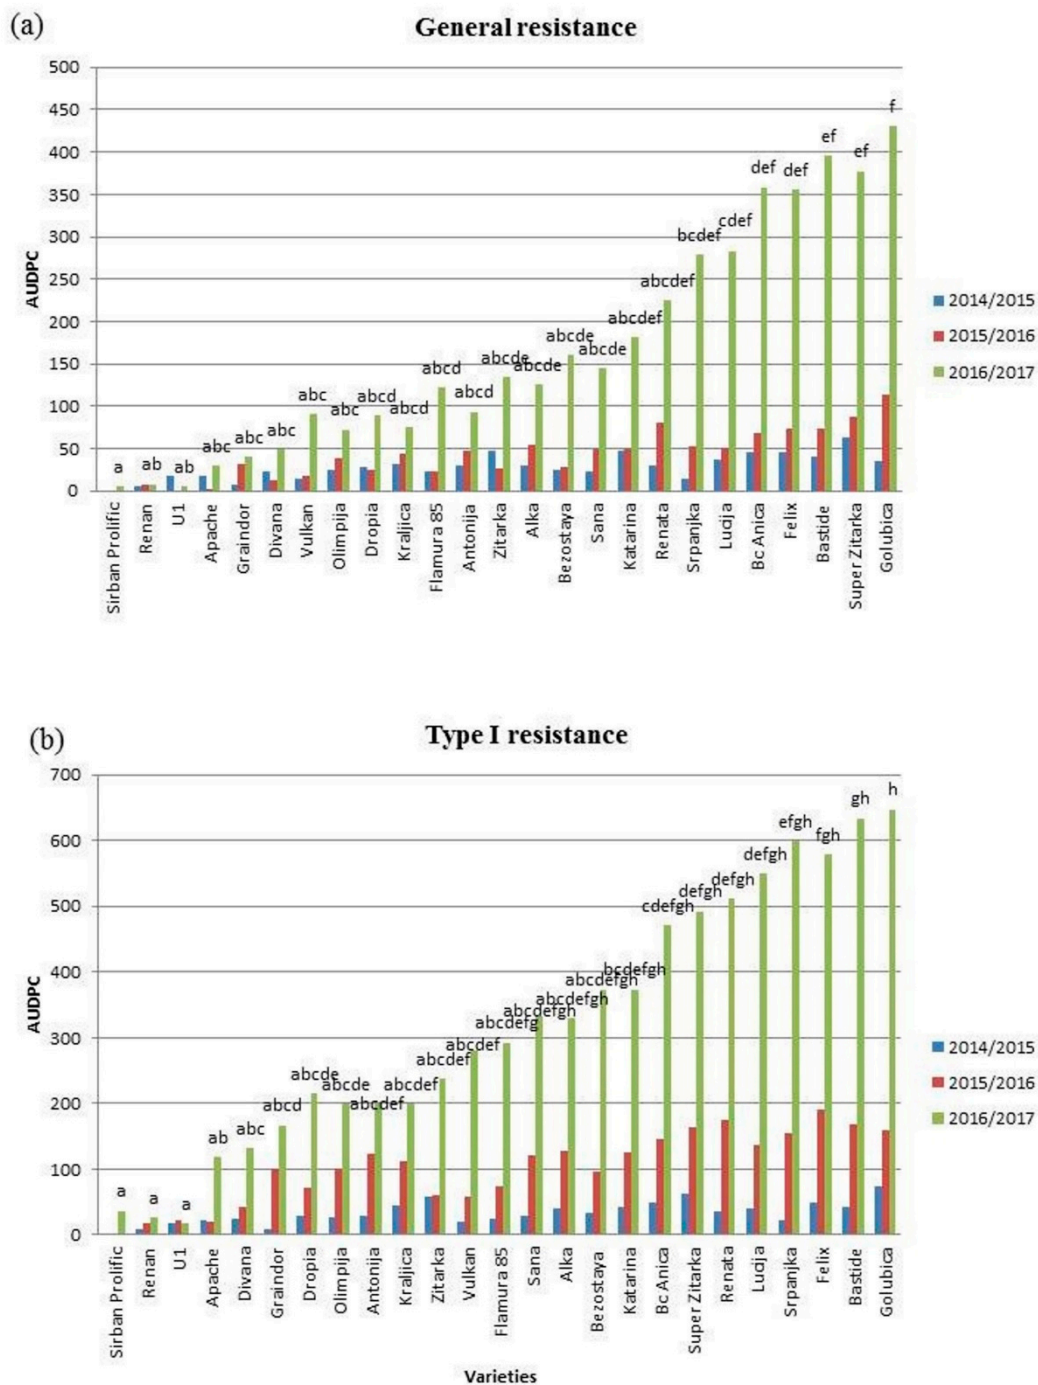 (a)
General resistance
500
450
400
350
300
250
200
150
100
50
0
AUDPC
a
ab
ab
abc
abc
abc
abc
abc
abcd
abcd
abcd
abcd
abcde
abcde
abcde
abcde
abcdef
abcdef
bcdef
cdef
def
def
ef
ef
f
Sirban Prolific
Renan
U1
Apache
Graindor
Divana
Vulkan
Olimpija
Dropia
Kraljica
Flamura 85
Antonija
Zitarka
Alka
Bezostaya
Sana
Katarina
Renata
Srpanjka
Lucija
Bc Anica
Felix
Bastide
Super Zitarka
Golubica
2014/2015
2015/2016
2016/2017
(b)
Type I resistance
700
600
500
400
300
200
100
0
AUDPC
a
a
a
ab
abc
abcd
abcde
abcde
abcdef
abcdef
abcdef
abcdef
abcdefg
abcdefgh
abcdefgh
abcdefgh
bcdefgh
cdefgh
defgh
defgh
defgh
efgh
fgh
gh
h
Sirban Prolific
Renan
U1
Apache
Divana
Graindor
Dropia
Olimpija
Antonija
Kraljica
Zitarka
Vulkan
Flamura 85
Sana
Alka
Bezostaya
Katarina
Bc Anica
Super Zitarka
Renata
Lucija
Srpanjka
Felix
Bastide
Golubica
Varieties
2014/2015
2015/2016
2016/2017